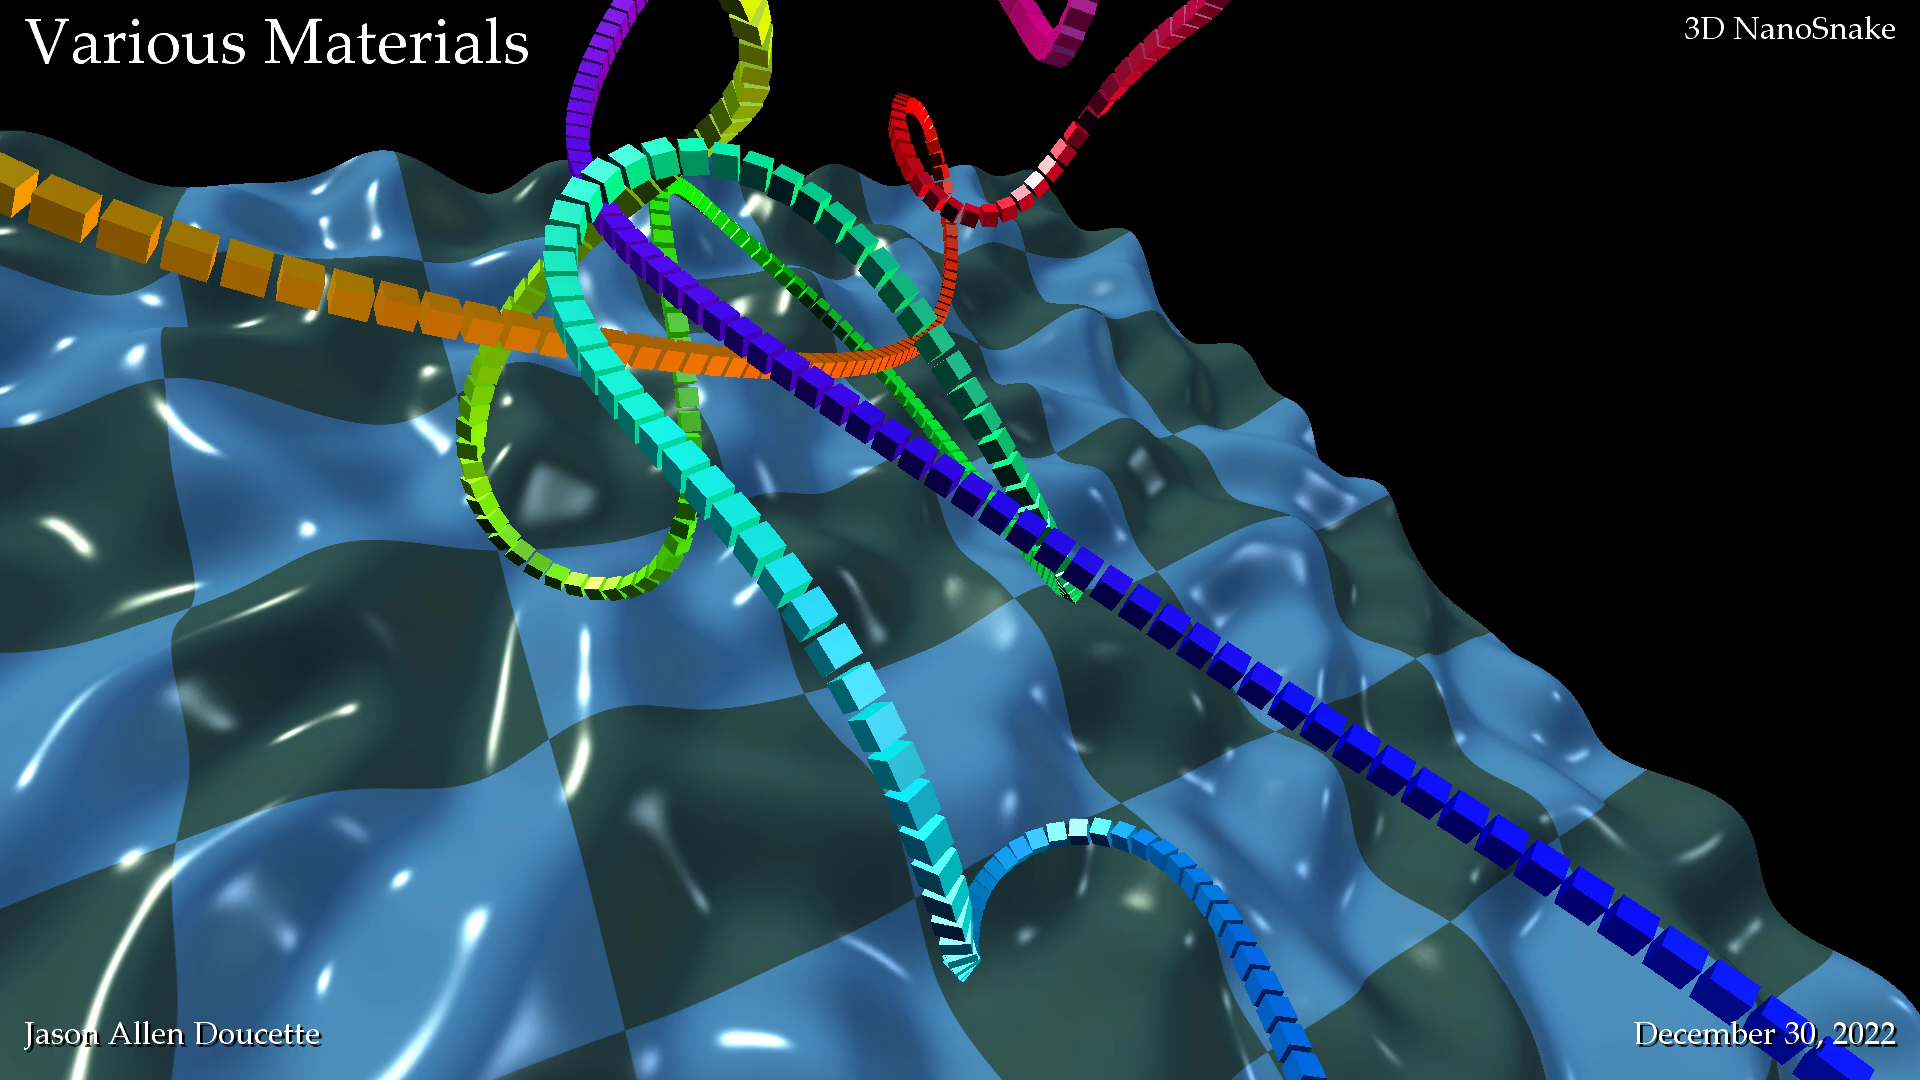 Various Materials
3D NanoSnake
Jason Allen Doucette
December 30, 2022